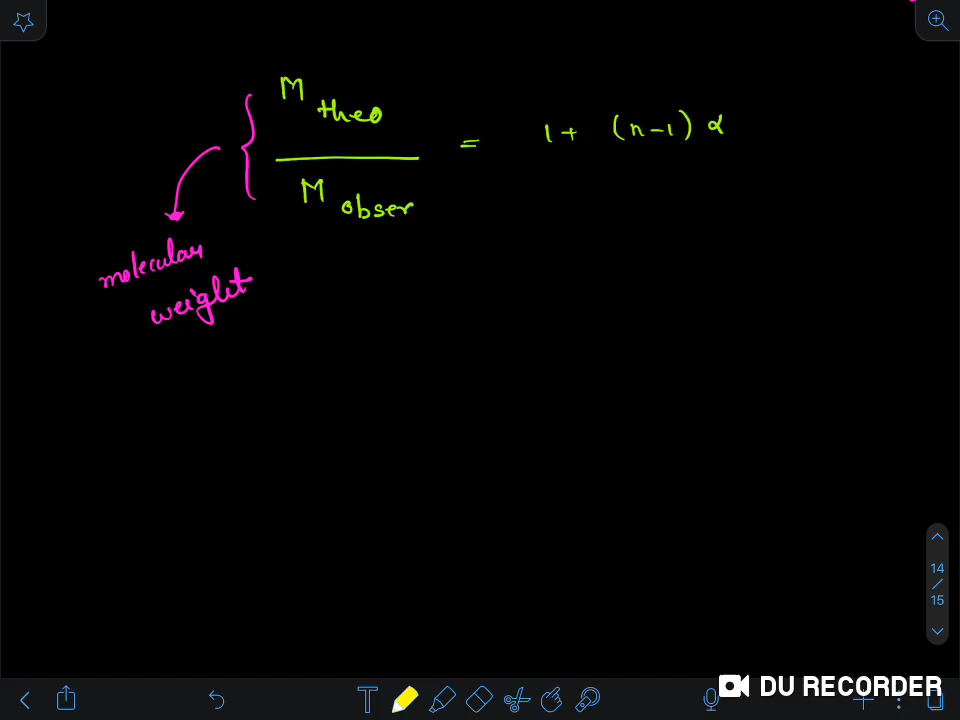 M theo
M obser
= 1 + (n-1) α
molecular
weight
14
/
15
T
DU RECORDER